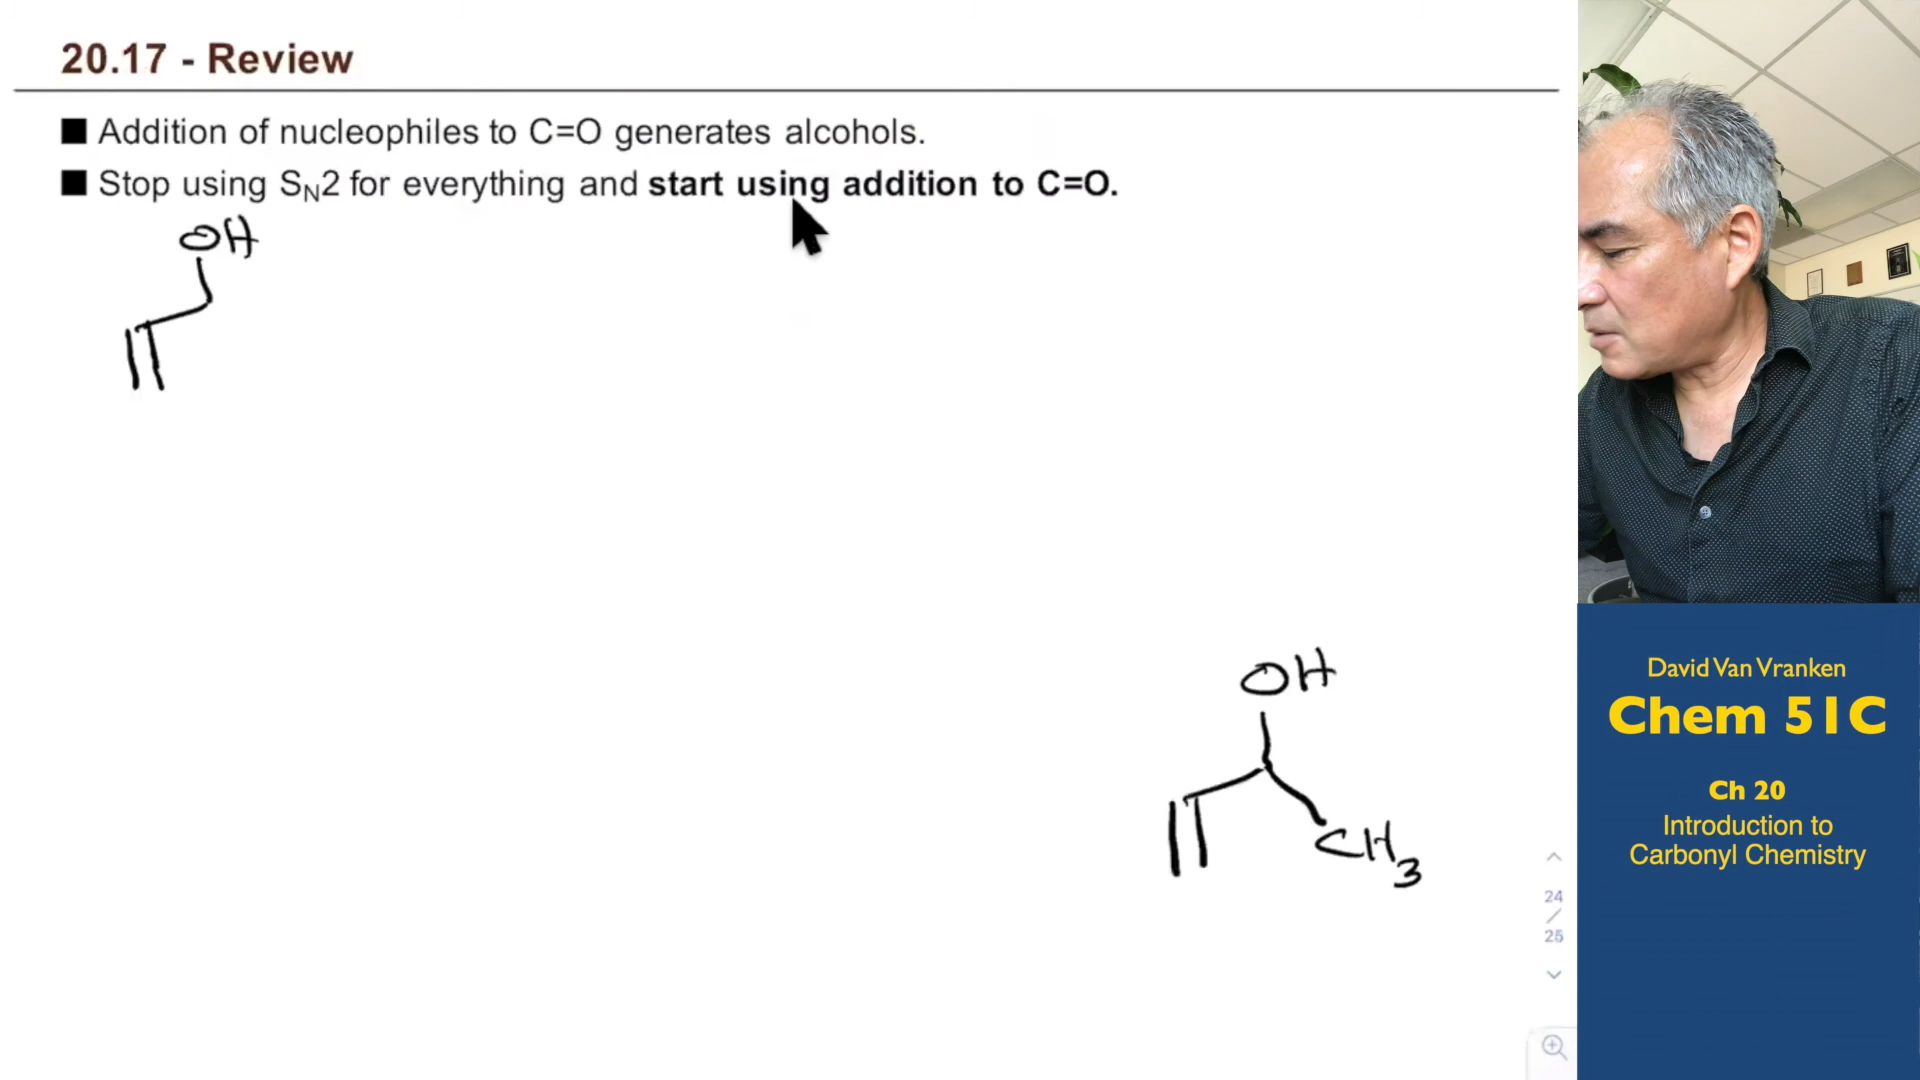 20.17 - Review
■ Addition of nucleophiles to C=O generates alcohols.
■ Stop using SN2 for everything and start using addition to C=O.
OH
OH
CH3
24
/
25
David Van Vranken
Chem 51C
Ch 20
Introduction to
Carbonyl Chemistry